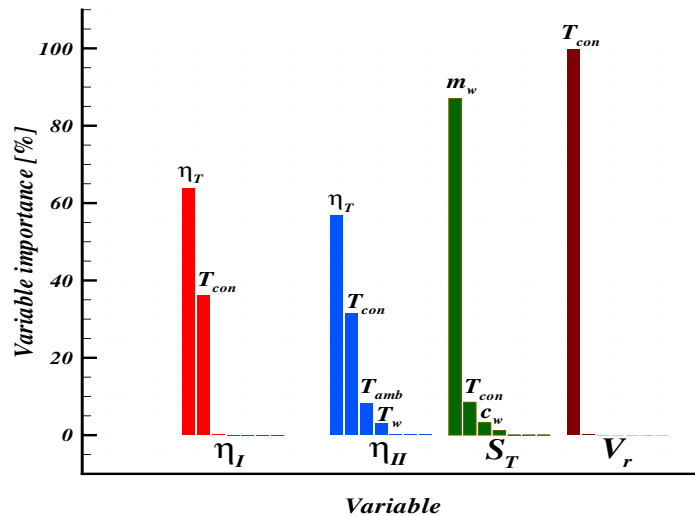 Variable importance [%]
100
80
60
40
20
0
η_T
T_con
η_T
T_con
T_amb
T_w
m_w
T_con
c_w
T_con
η_I
η_II
S_T
V_r
Variable